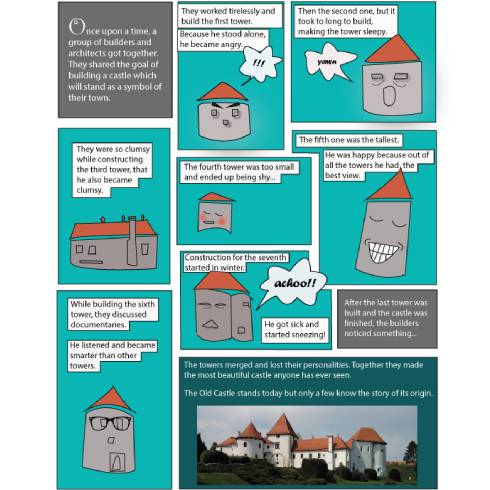 Once upon a time, a
group of builders and
architects got together.
They shared the goal of
building a castle which
will stand as a symbol of
their town.
They worked tirelessly and
build the first tower.
Because he stood alone,
he became angry.
!!!
Then the second one, but it
took to long to build,
making the tower sleepy.
yawn
They were so clumsy
while constructing
the third tower, that
he also became
clumsy.
The fourth tower was too small
and ended up being shy...
The fifth one was the tallest.
He was happy because out of
all the towers he had the
best view.
While building the sixth
tower, they discussed
documentaries.
He listened and became
smarter than other
towers.
Construction for the seventh
started in winter.
achoo!!
He got sick and
started sneezing!
After the last tower was
built and the castle was
finished, the builders
noticed something...
The towers merged and lost their personalities. Together they made
the most beautiful castle anyone has ever seen.
The Old Castle stands today but only a few know the story of its origin.